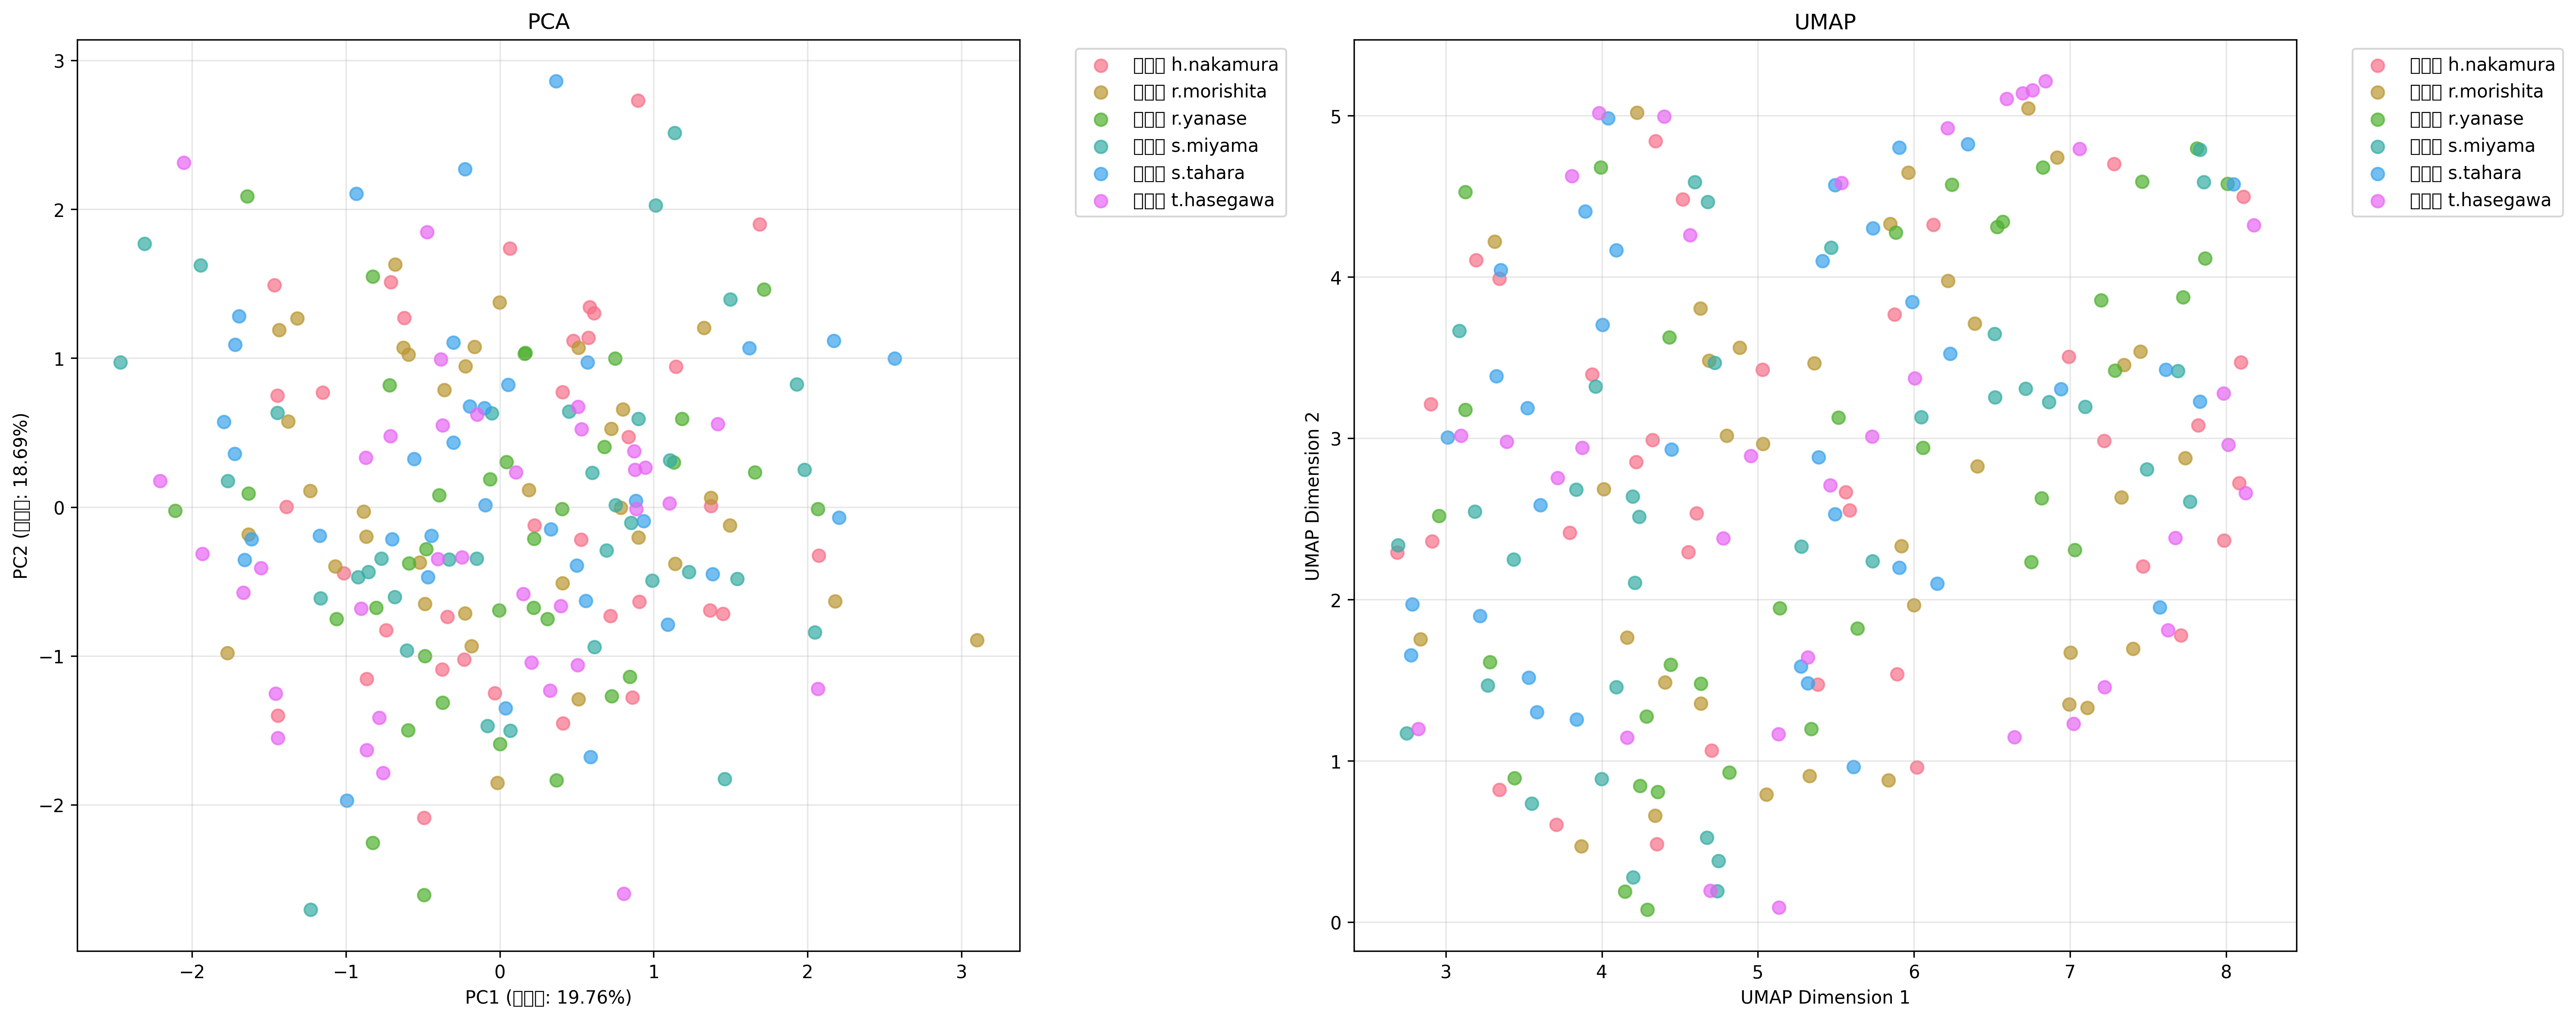 PCA
3
2
1
0
−1
−2
PC2 (□□□: 18.69%)
−2
−1
0
1
2
3
PC1 (□□□: 19.76%)
□□□ h.nakamura
□□□ r.morishita
□□□ r.yanase
□□□ s.miyama
□□□ s.tahara
□□□ t.hasegawa
UMAP
5
4
3
2
1
0
UMAP Dimension 2
3
4
5
6
7
8
UMAP Dimension 1
□□□ h.nakamura
□□□ r.morishita
□□□ r.yanase
□□□ s.miyama
□□□ s.tahara
□□□ t.hasegawa